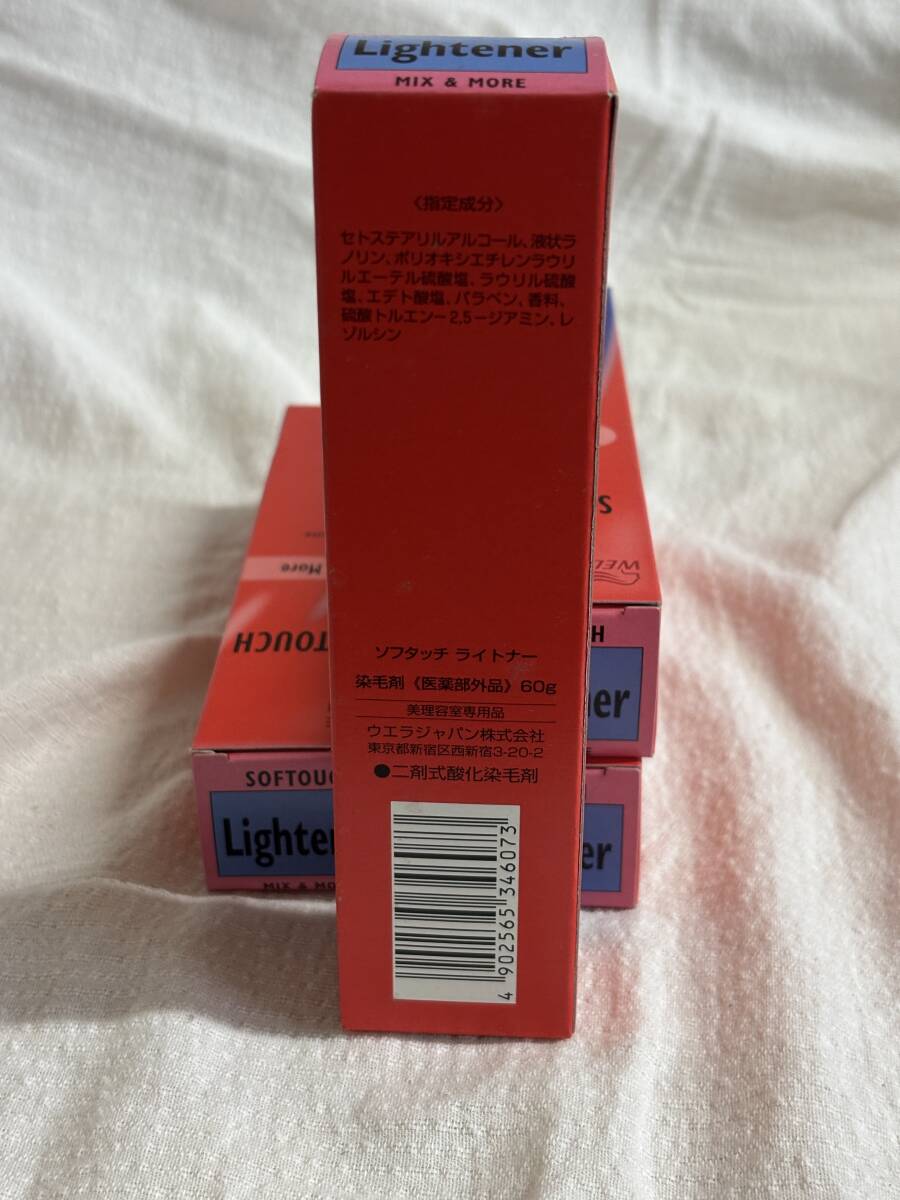 Lightener
MIX & MORE
〈指定成分〉
セトステアリルアルコール、液状ラ
ノリン、ポリオキシエチレンラウリ
ルエーテル硫酸塩、ラウリル硫酸
塩、エデト酸塩、パラベン、香料、
硫酸トルエンー2,5ージアミン、レ
ゾルシン
ソフタッチ ライトナー
染毛剤《医薬部外品》60g
美理容室専用品
ウエラジャパン株式会社
東京都新宿区西新宿3-20-2
●二剤式酸化染毛剤
4 902565 346073
More
TOUCH
SOFTOUC
Lightene
MIX & MO
S
WEL
H
ner
er